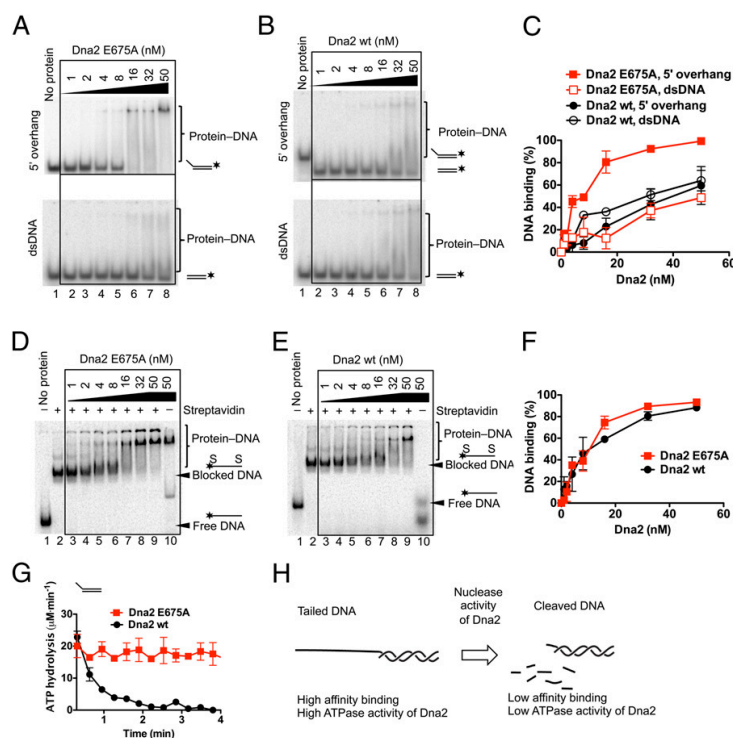 A
Dna2 E675A (nM)
No protein
1
2
4
8
16
32
50
5' overhang
Protein–DNA
dsDNA
Protein–DNA
1 2 3 4 5 6 7 8
B
Dna2 wt (nM)
No protein
1
2
4
8
16
32
50
5' overhang
Protein–DNA
dsDNA
Protein–DNA
1 2 3 4 5 6 7 8
C
Dna2 E675A, 5' overhang
Dna2 E675A, dsDNA
Dna2 wt, 5' overhang
Dna2 wt, dsDNA
DNA binding (%)
100
80
60
40
20
0
0 20 40 60
Dna2 (nM)
D
Dna2 E675A (nM)
No protein
1
2
4
8
16
32
50
50
– + + + + + + + + –
Streptavidin
Protein–DNA
S S
Blocked DNA
Free DNA
1 2 3 4 5 6 7 8 9 10
E
Dna2 wt (nM)
No protein
1
2
4
8
16
32
50
50
– + + + + + + + + –
Streptavidin
Protein–DNA
S S
Blocked DNA
Free DNA
1 2 3 4 5 6 7 8 9 10
F
DNA binding (%)
100
80
60
40
20
0
Dna2 E675A
Dna2 wt
0 20 40 60
Dna2 (nM)
G
Dna2 E675A
Dna2 wt
ATP hydrolysis (µM·min-1)
30
20
10
0
0 1 2 3 4
Time (min)
H
Tailed DNA
Nuclease
activity
of Dna2
Cleaved DNA
High affinity binding
High ATPase activity of Dna2
Low affinity binding
Low ATPase activity of Dna2